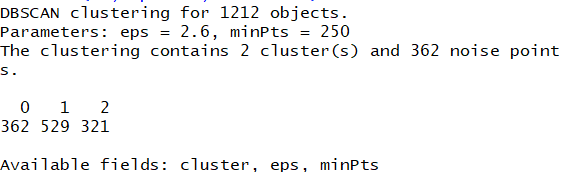 DBSCAN clustering for 1212 objects.
Parameters: eps = 2.6, minPts = 250
The clustering contains 2 cluster(s) and 362 noise point
s.
0 1 2
362 529 321
Available fields: cluster, eps, minPts